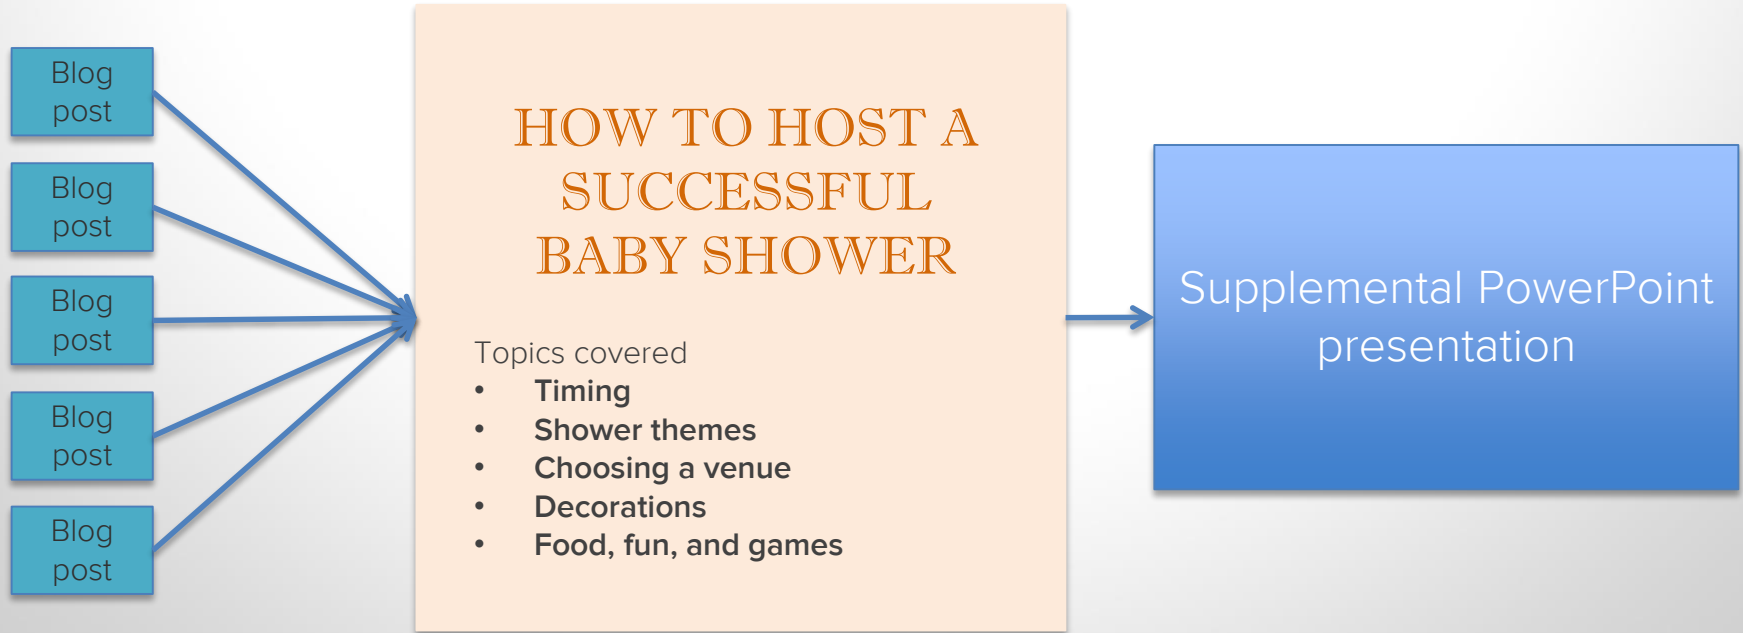 Blog
post
Blog
post
Blog
post
Blog
post
Blog
post
HOW TO HOST A
SUCCESSFUL
BABY SHOWER
Topics covered
• Timing
• Shower themes
• Choosing a venue
• Decorations
• Food, fun, and games
Supplemental PowerPoint
presentation